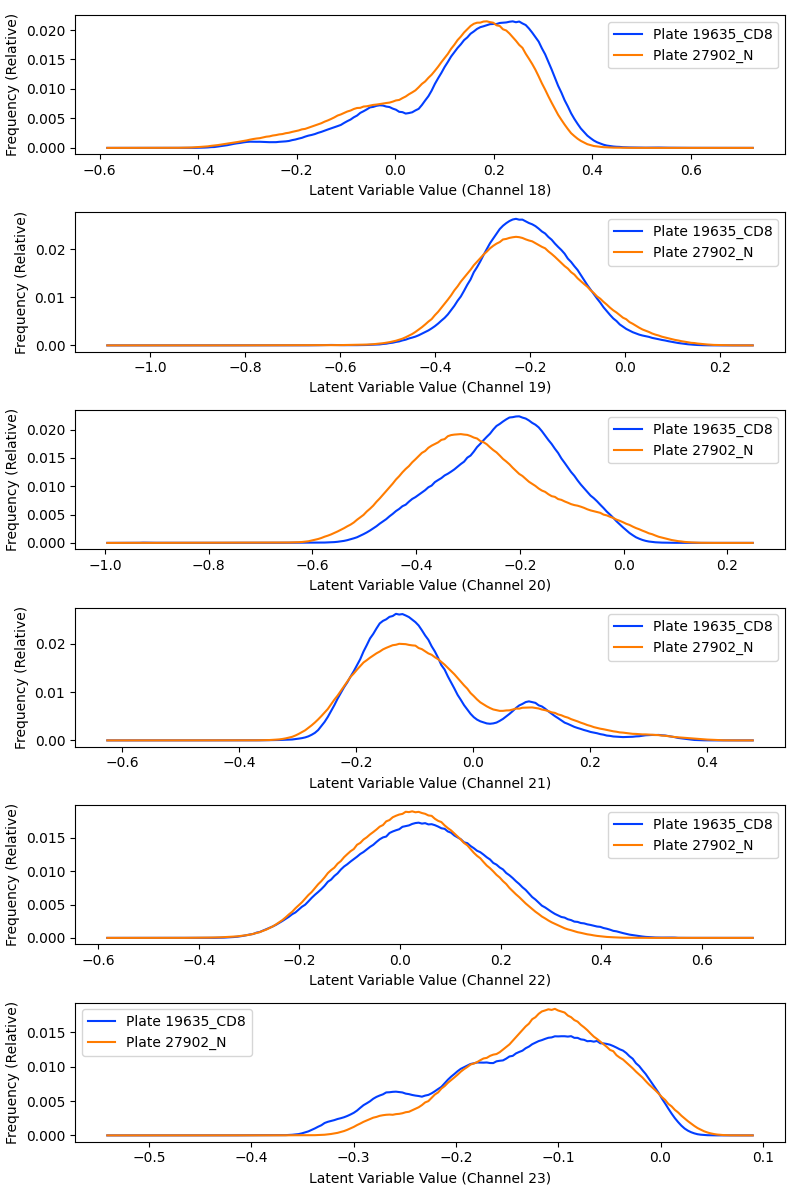 Frequency (Relative)
0.020
0.015
0.010
0.005
0.000
Plate 19635_CD8
Plate 27902_N
−0.6 −0.4 −0.2 0.0 0.2 0.4 0.6
Latent Variable Value (Channel 18)
Frequency (Relative)
0.02
0.01
0.00
Plate 19635_CD8
Plate 27902_N
−1.0 −0.8 −0.6 −0.4 −0.2 0.0 0.2
Latent Variable Value (Channel 19)
Frequency (Relative)
0.020
0.015
0.010
0.005
0.000
Plate 19635_CD8
Plate 27902_N
−1.0 −0.8 −0.6 −0.4 −0.2 0.0 0.2
Latent Variable Value (Channel 20)
Frequency (Relative)
0.02
0.01
0.00
Plate 19635_CD8
Plate 27902_N
−0.6 −0.4 −0.2 0.0 0.2 0.4
Latent Variable Value (Channel 21)
Frequency (Relative)
0.015
0.010
0.005
0.000
Plate 19635_CD8
Plate 27902_N
−0.6 −0.4 −0.2 0.0 0.2 0.4 0.6
Latent Variable Value (Channel 22)
Frequency (Relative)
0.015
0.010
0.005
0.000
Plate 19635_CD8
Plate 27902_N
−0.5 −0.4 −0.3 −0.2 −0.1 0.0 0.1
Latent Variable Value (Channel 23)